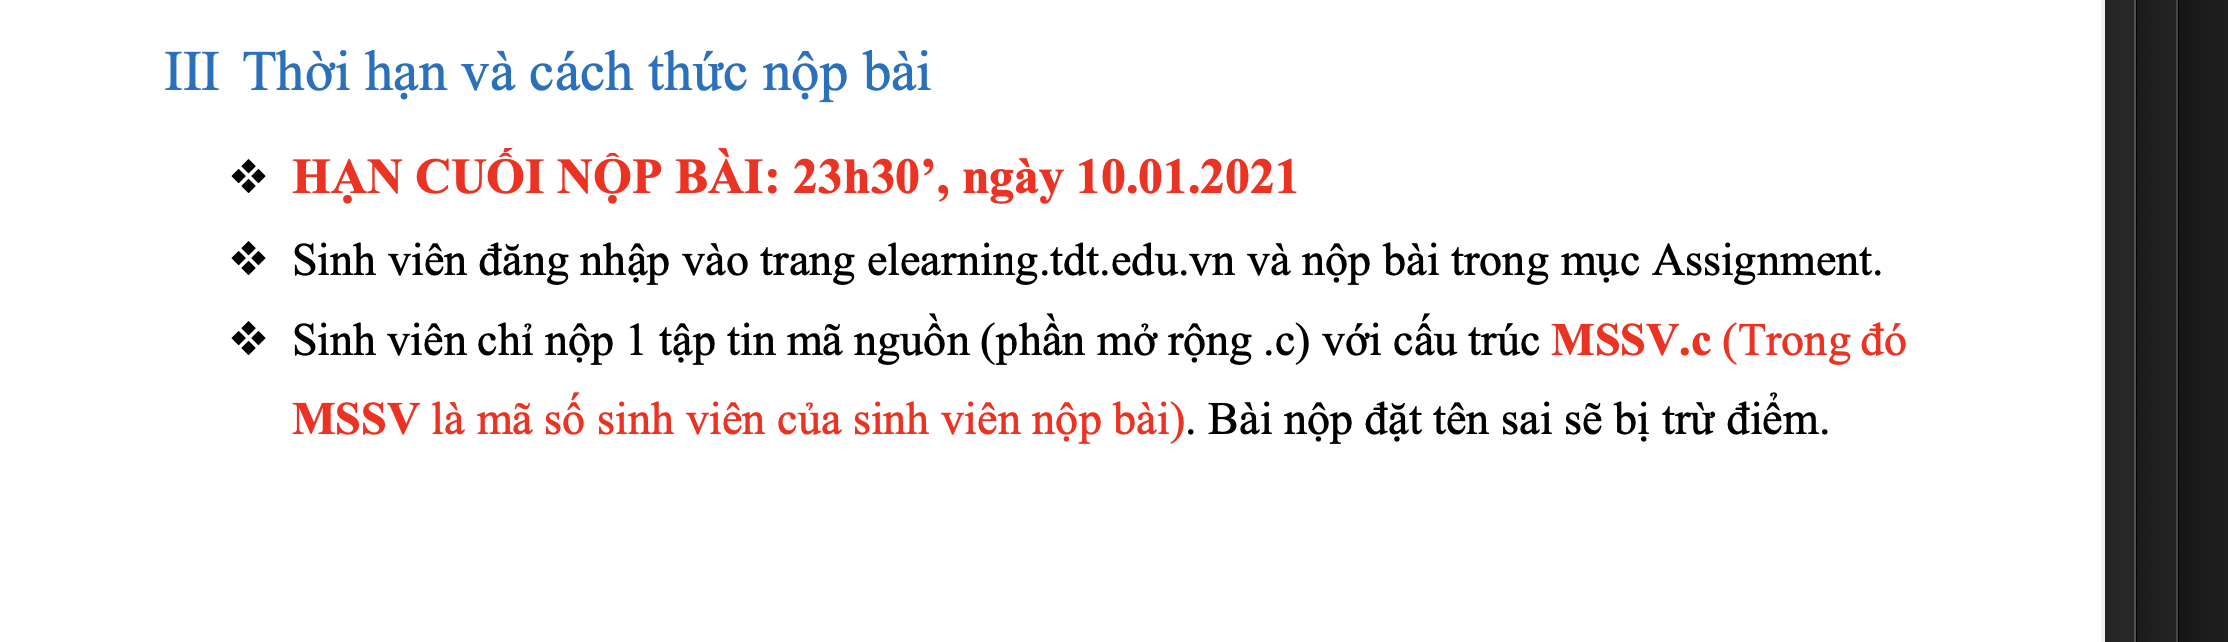 III Thời hạn và cách thức nộp bài
❖ HẠN CUỐI NỘP BÀI: 23h30’, ngày 10.01.2021
❖ Sinh viên đăng nhập vào trang elearning.tdt.edu.vn và nộp bài trong mục Assignment.
❖ Sinh viên chỉ nộp 1 tập tin mã nguồn (phần mở rộng .c) với cấu trúc MSSV.c (Trong đó
MSSV là mã số sinh viên của sinh viên nộp bài). Bài nộp đặt tên sai sẽ bị trừ điểm.